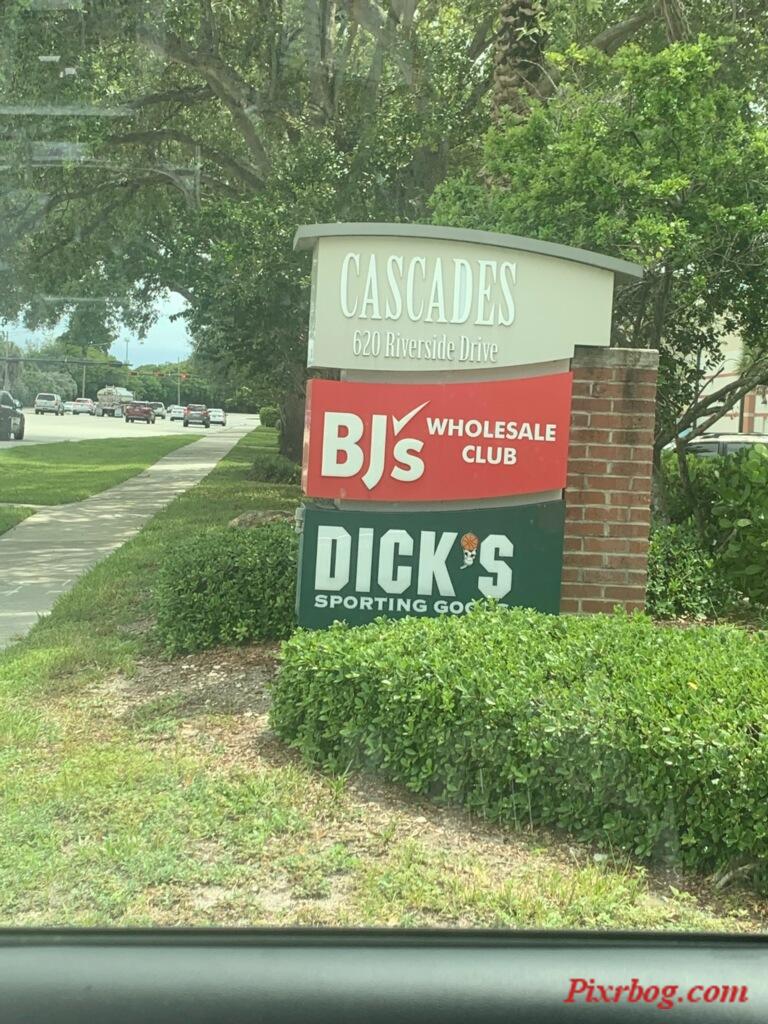 CASCADES
620 Riverside Drive
BJ's WHOLESALE
CLUB
DICK'S
SPORTING
Pixrbog.com